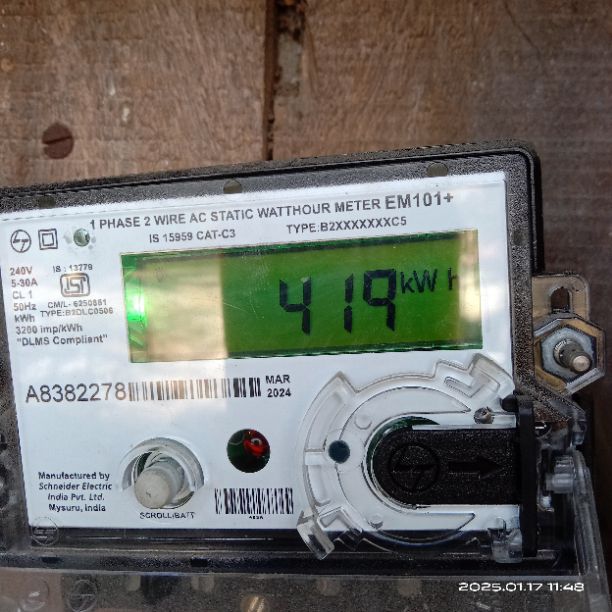 1 PHASE 2 WIRE AC STATIC WATTHOUR METER EM101+
IS 15959 CAT-C3 TYPE:B2XXXXXXXC5
240V
5-30A
CL 1
50Hz
kWh
3200 imp/kWh
"DLMS Compliant"
IS : 13779
ISI
CM/L- 6250861
TYPE:B2DLC0506
419 kWh
A8382278
MAR
2024
Manufactured by
Schneider Electric
India Pvt. Ltd.
Mysuru, India
SCROLL/BATT
2025.01.17 11:48